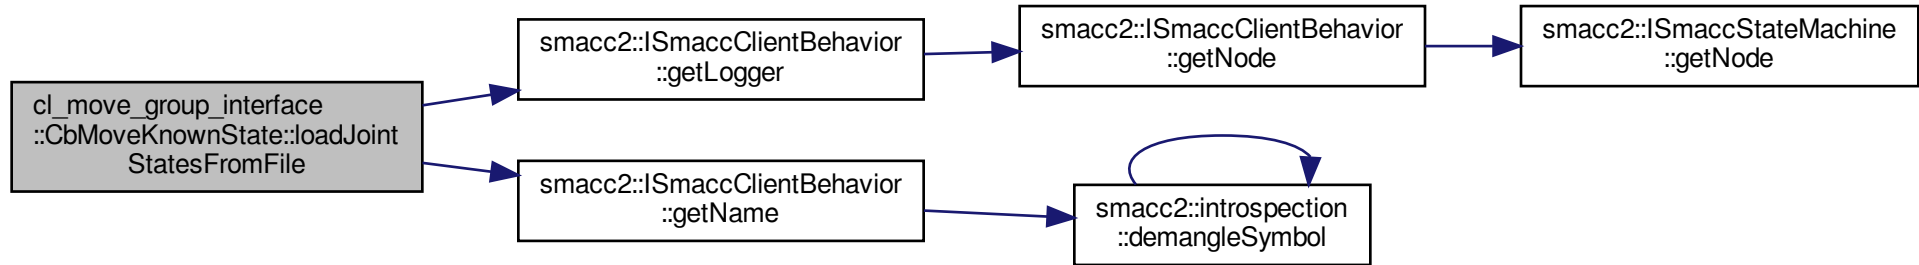 cl_move_group_interface
::CbMoveKnownState::loadJoint
StatesFromFile
smacc2::ISmaccClientBehavior
::getLogger
smacc2::ISmaccClientBehavior
::getNode
smacc2::ISmaccStateMachine
::getNode
smacc2::ISmaccClientBehavior
::getName
smacc2::introspection
::demangleSymbol